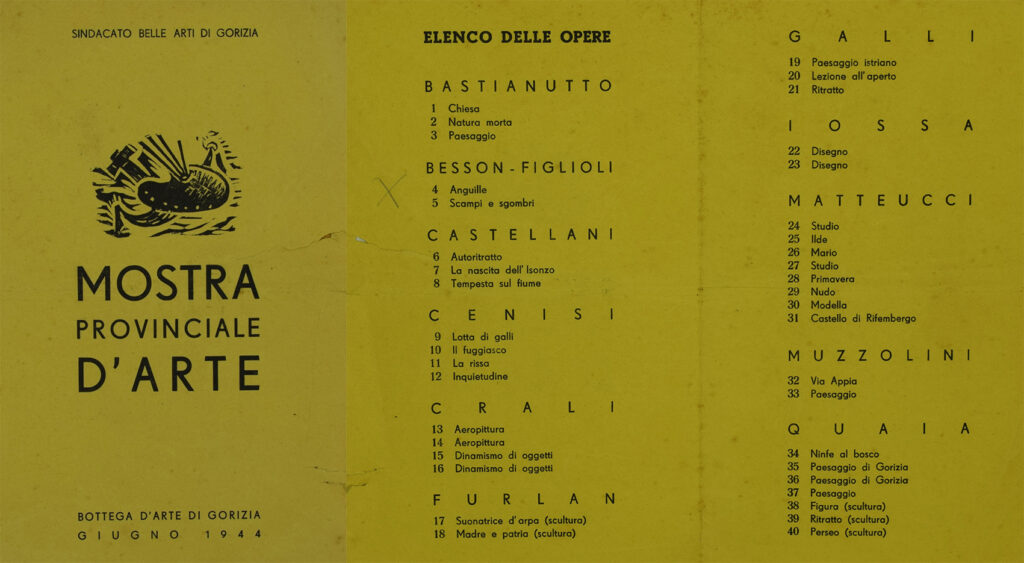 SINDACATO BELLE ARTI DI GORIZIA
MOSTRA
PROVINCIALE
D'ARTE
BOTTEGA D'ARTE DI GORIZIA
GIUGNO 1944
ELENCO DELLE OPERE
BASTIANUTTO
1 Chiesa
2 Natura morta
3 Paesaggio
BESSON-FIGLIOLI
4 Anguille
5 Scampi e sgombri
CASTELLANI
6 Autoritratto
7 La nascita dell'Isonzo
8 Tempesta sul fiume
CENISI
9 Lotta di galli
10 Il fuggiasco
11 La rissa
12 Inquietudine
CRALI
13 Aeropittura
14 Aeropittura
15 Dinamismo di oggetti
16 Dinamismo di oggetti
FURLAN
17 Suonatrice d'arpa (scultura)
18 Madre e patria (scultura)
GALLI
19 Paesaggio istriano
20 Lezione all'aperto
21 Ritratto
IOSSA
22 Disegno
23 Disegno
MATTEUCCI
24 Studio
25 Ilde
26 Mario
27 Studio
28 Primavera
29 Nudo
30 Modella
31 Castello di Rifembergo
MUZZOLINI
32 Via Appia
33 Paesaggio
QUAIA
34 Ninfe al bosco
35 Paesaggio di Gorizia
36 Paesaggio di Gorizia
37 Paesaggio
38 Figura (scultura)
39 Ritratto (scultura)
40 Perseo (scultura)